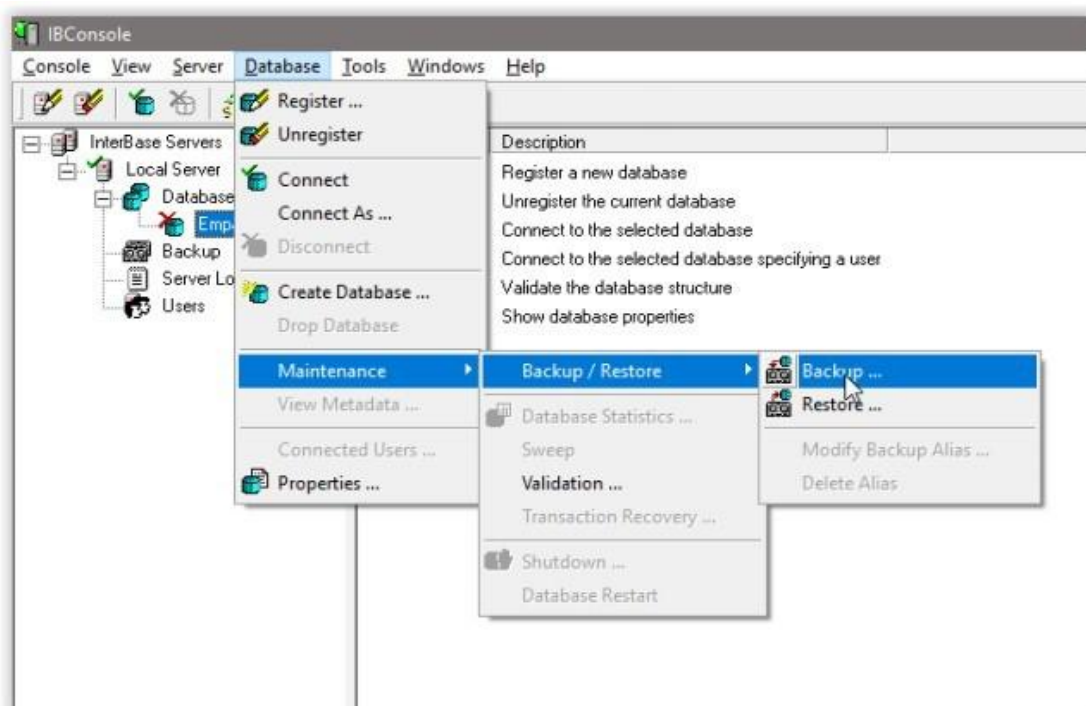 IBConsole
Console View Server Database Tools Windows Help
Register ...
Unregister
Connect
Connect As ...
Disconnect
Create Database ...
Drop Database
Maintenance
View Metadata ...
Connected Users ...
Properties ...
InterBase Servers
Local Server
Database
Backup
Server Lo
Users
Description
Register a new database
Unregister the current database
Connect to the selected database
Connect to the selected database specifying a user
Validate the database structure
Show database properties
Backup / Restore
Database Statistics ...
Sweep
Validation ...
Transaction Recovery ...
Shutdown ...
Database Restart
Backup ...
Restore ...
Modify Backup Alias ...
Delete Alias